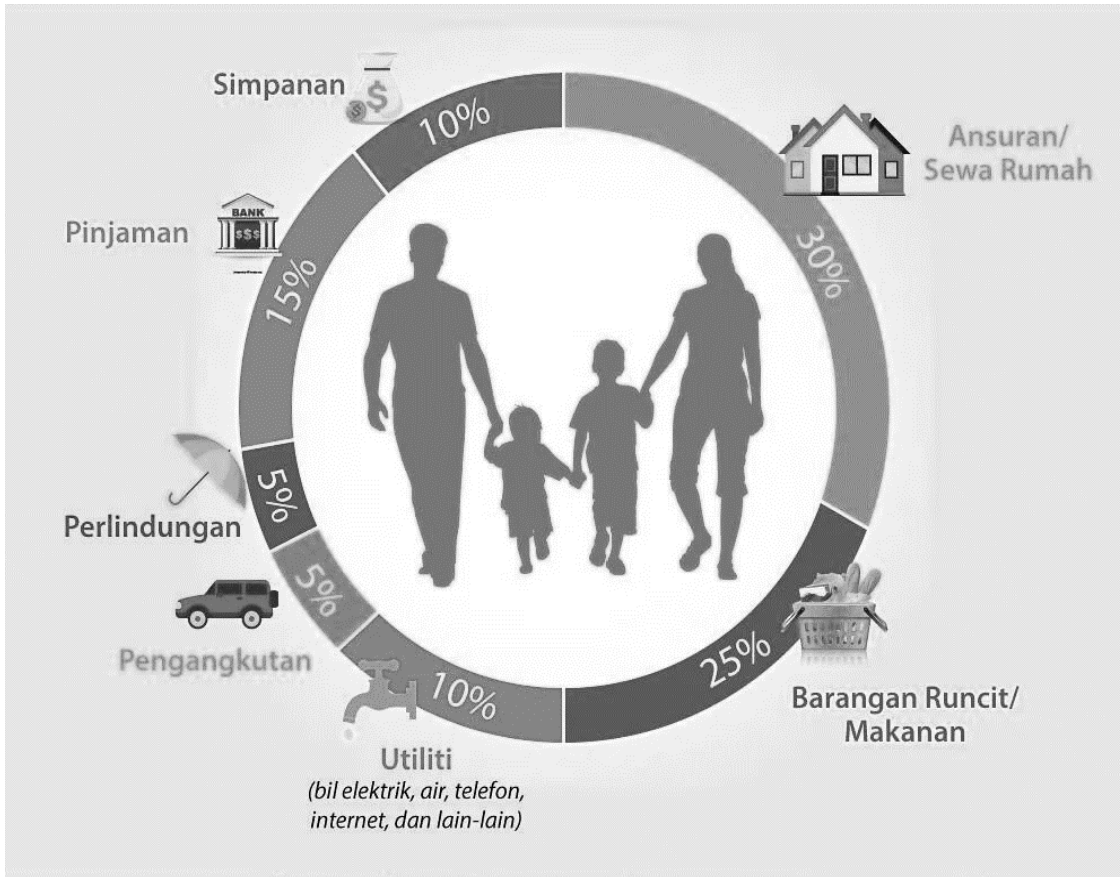 Simpanan
10%
Ansuran/
Sewa Rumah
30%
BANK
$$$
Pinjaman
15%
Perlindungan
5%
5%
Pengangkutan
10%
Utiliti
(bil elektrik, air, telefon,
internet, dan lain-lain)
25%
Barangan Runcit/
Makanan